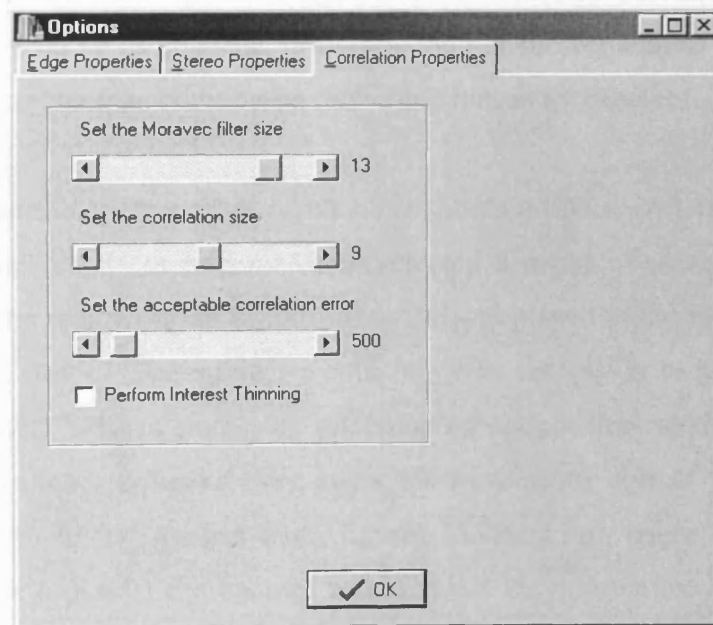 Options
Edge Properties Stereo Properties Correlation Properties
Set the Moravec filter size
13
Set the correlation size
9
Set the acceptable correlation error
500
Perform Interest Thinning
OK